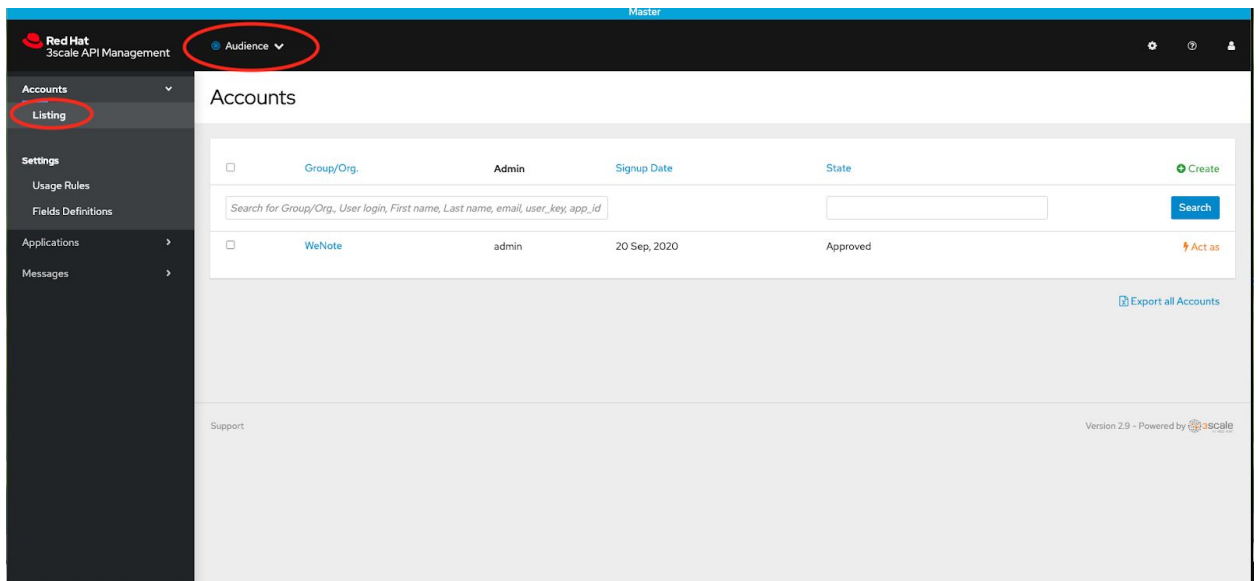 Master
Red Hat
3scale API Management
Audience
Accounts
Listing
Settings
Usage Rules
Fields Definitions
Applications
Messages
Accounts
Group/Org. Admin Signup Date State Create
Search for Group/Org., User login, First name, Last name, email, user_key, app_id Search
WeNote admin 20 Sep, 2020 Approved Act as
Export all Accounts
Support Version 2.9 - Powered by 3scale